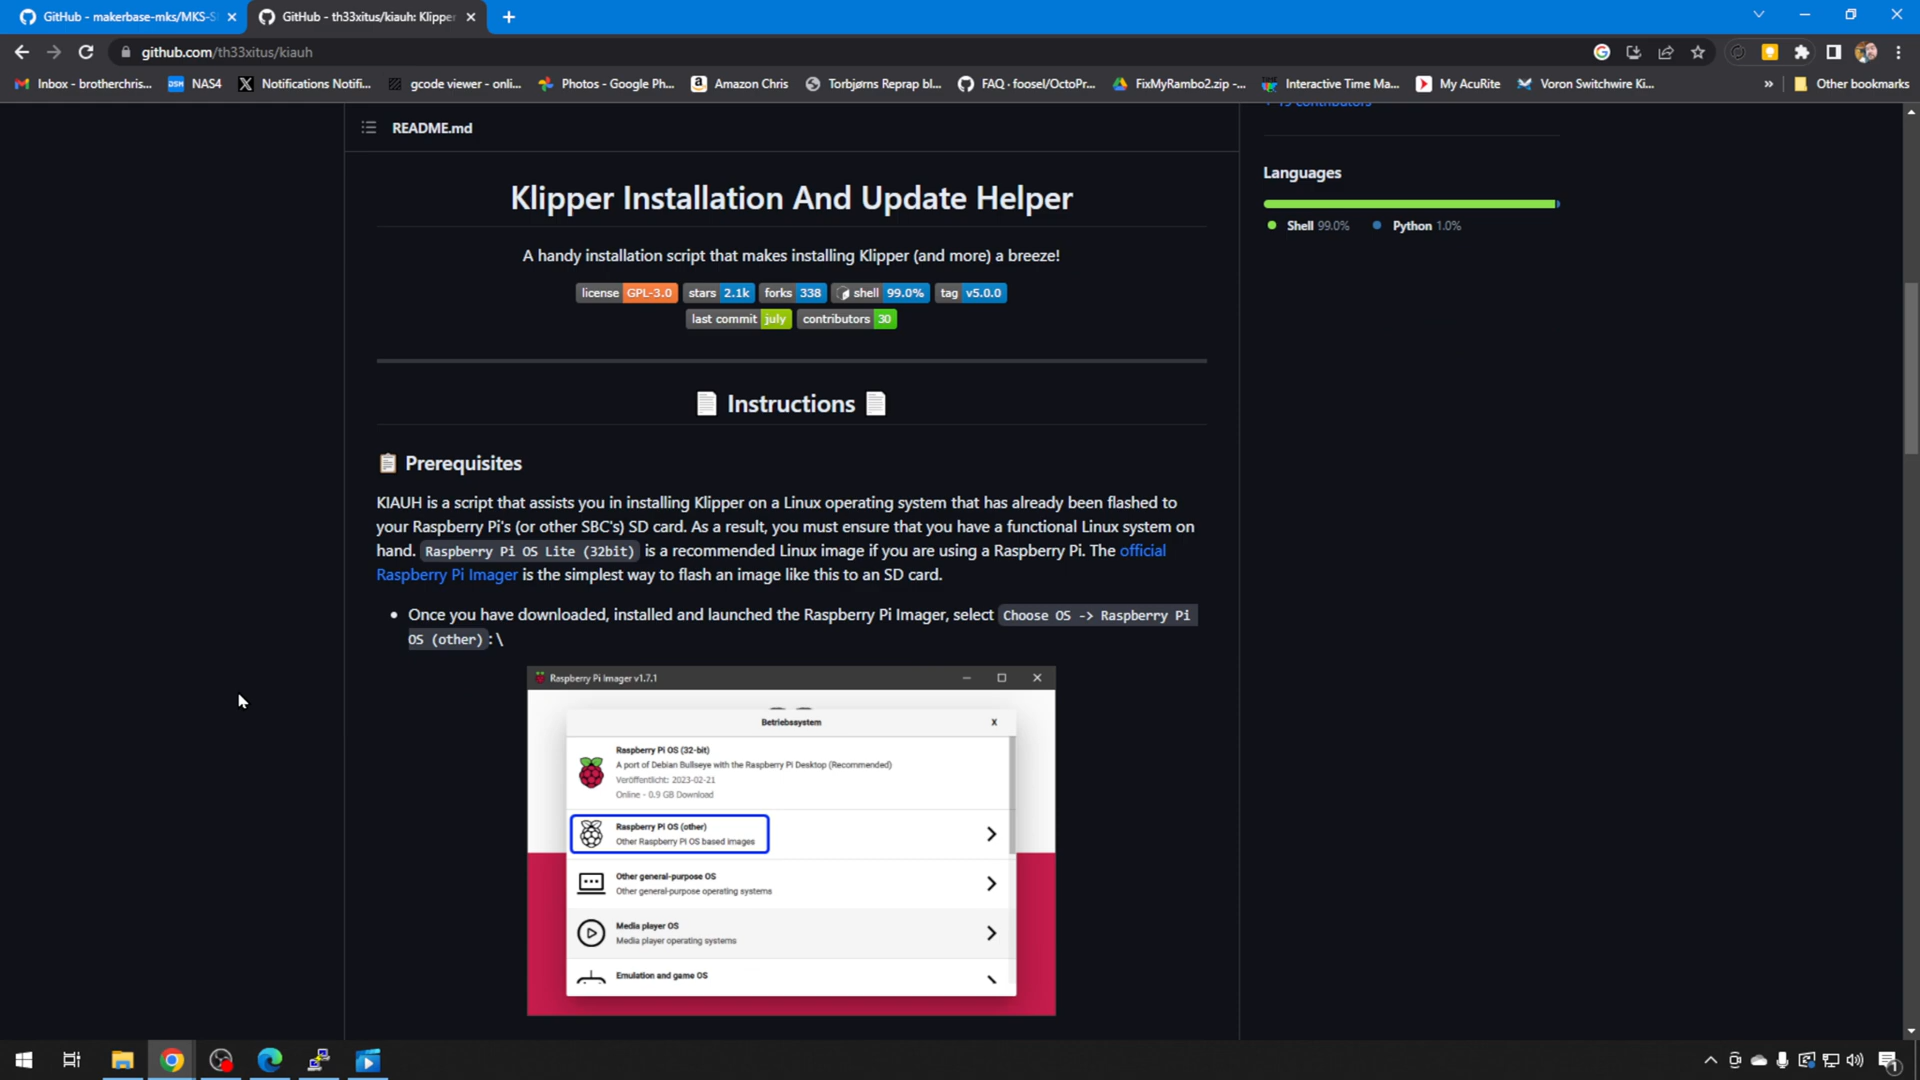 GitHub - makerbase-mks/MKS-S
GitHub - th33xitus/kiauh: Klipper
github.com/th33xitus/kiauh
Inbox - brotherchris...
NAS4
Notifications Notifi...
gcode viewer - onli...
Photos - Google Ph...
Amazon Chris
Torbjørns Reprap bl...
FAQ · foosel/OctoPr...
FixMyRambo2.zip -...
Interactive Time Ma...
My AcuRite
Voron Switchwire Ki...
»
Other bookmarks
+ 19 contributors
README.md
Klipper Installation And Update Helper
A handy installation script that makes installing Klipper (and more) a breeze!
license GPL-3.0 stars 2.1k forks 338 shell 99.0% tag v5.0.0
last commit july contributors 30
Instructions
Prerequisites
KIAUH is a script that assists you in installing Klipper on a Linux operating system that has already been flashed to
your Raspberry Pi's (or other SBC's) SD card. As a result, you must ensure that you have a functional Linux system on
hand. Raspberry Pi OS Lite (32bit) is a recommended Linux image if you are using a Raspberry Pi. The official
Raspberry Pi Imager is the simplest way to flash an image like this to an SD card.
• Once you have downloaded, installed and launched the Raspberry Pi Imager, select Choose OS -> Raspberry Pi
OS (other):\
Raspberry Pi Imager v1.7.1
Betriebssystem
X
Raspberry Pi OS (32-bit)
A port of Debian Bullseye with the Raspberry Pi Desktop (Recommended)
Veröffentlicht: 2023-02-21
Online - 0.9 GB Download
Raspberry Pi OS (other)
Other Raspberry Pi OS based images
Other general-purpose OS
Other general-purpose operating systems
Media player OS
Media player operating systems
Emulation and game OS
Languages
Shell 99.0% Python 1.0%
1